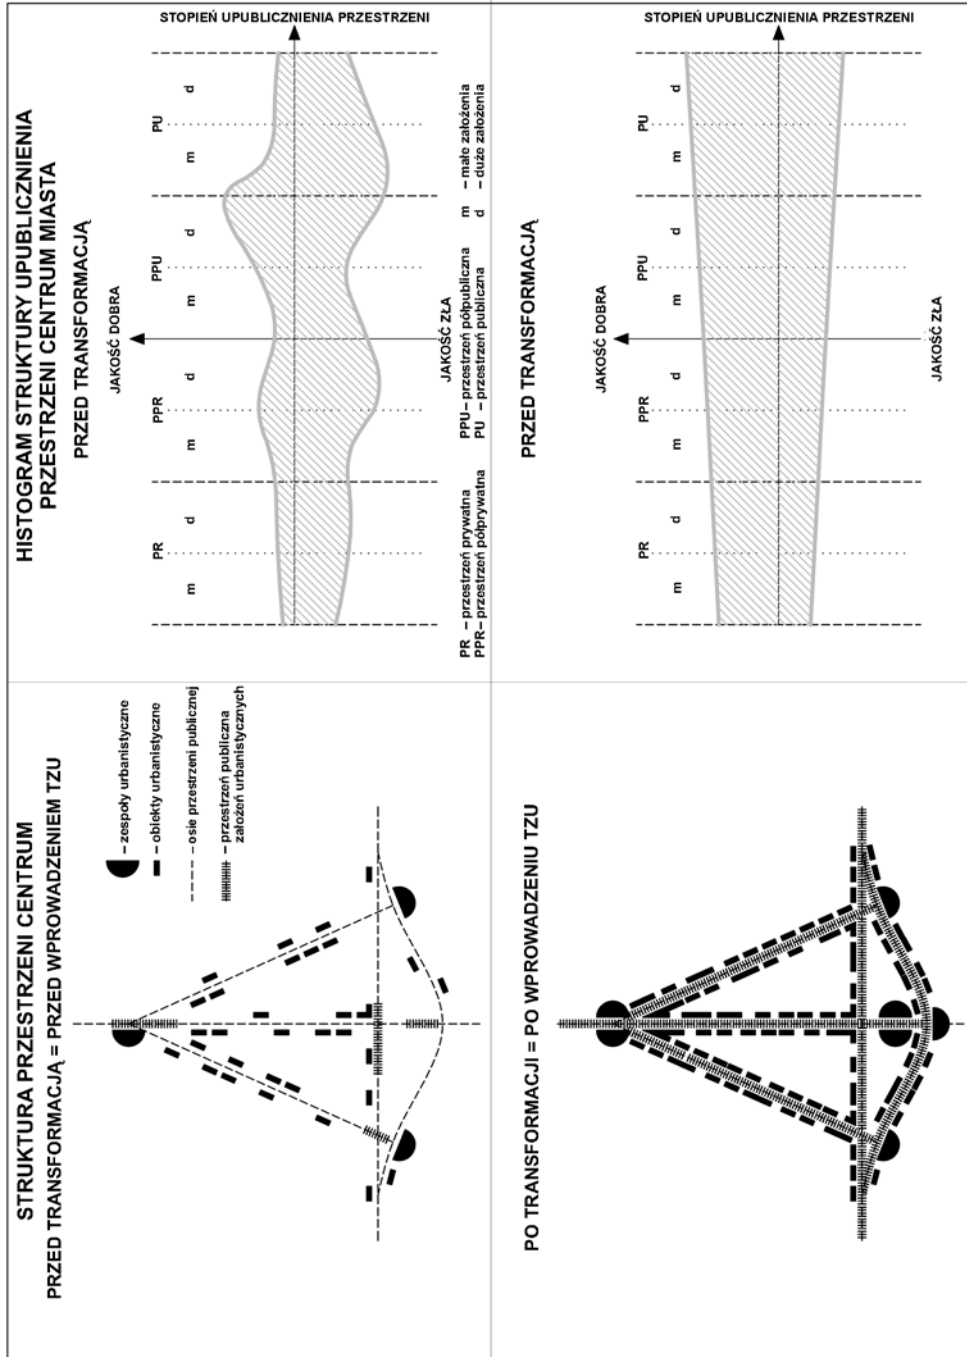 STRUKTURA PRZESTRZENI CENTRUM
PRZED TRANSFORMACJĄ = PRZED WPROWADZENIEM TZU
– zespoły urbanistyczne
– obiekty urbanistyczne
– osie przestrzeni publicznej
– przestrzeń publiczna
założeń urbanistycznych
HISTOGRAM STRUKTURY UPUBLICZNIENIA
PRZESTRZENI CENTRUM MIASTA
PRZED TRANSFORMACJĄ
JAKOŚĆ DOBRA
STOPIEŃ UPUBLICZNIENIA PRZESTRZENI
PR PPR PPU PU
m d m d m d m d
JAKOŚĆ ZŁA
PR – przestrzeń prywatna
PPR – przestrzeń półprywatna
PPU – przestrzeń półpubliczna
PU – przestrzeń publiczna
m – małe założenia
d – duże założenia
PO TRANSFORMACJI = PO WPROWADZENIU TZU
PRZED TRANSFORMACJĄ
JAKOŚĆ DOBRA
STOPIEŃ UPUBLICZNIENIA PRZESTRZENI
PR PPR PPU PU
m d m d m d m d
JAKOŚĆ ZŁA